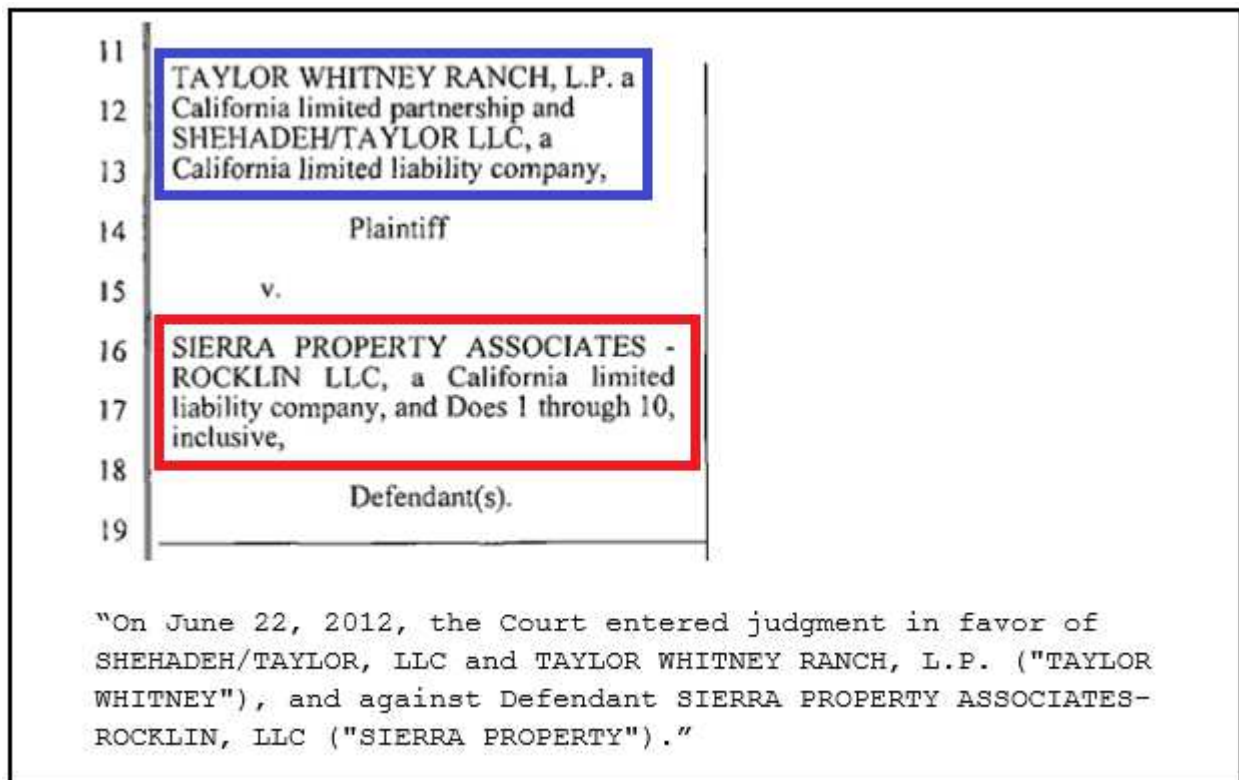 11
TAYLOR WHITNEY RANCH, L.P. a
12 California limited partnership and
SHEHADEH/TAYLOR LLC, a
13 California limited liability company,
14 Plaintiff
15 v.
16 SIERRA PROPERTY ASSOCIATES -
ROCKLIN LLC, a California limited
17 liability company, and Does 1 through 10,
inclusive,
18
Defendant(s).
19
"On June 22, 2012, the Court entered judgment in favor of
SHEHADEH/TAYLOR, LLC and TAYLOR WHITNEY RANCH, L.P. ("TAYLOR
WHITNEY"), and against Defendant SIERRA PROPERTY ASSOCIATES-
ROCKLIN, LLC ("SIERRA PROPERTY").”